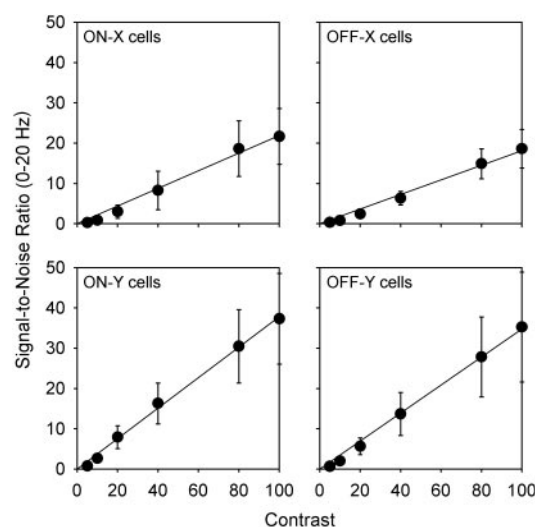 50
40
30
20
10
0
ON-X cells
OFF-X cells
50
40
30
20
10
0
ON-Y cells
OFF-Y cells
0 20 40 60 80 100
0 20 40 60 80 100
Signal-to-Noise Ratio (0-20 Hz)
Contrast